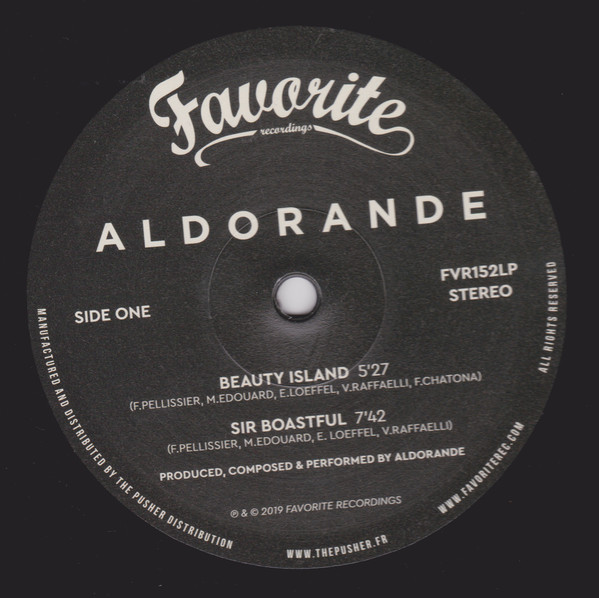 Favorite
recordings
ALDORANDE
FVR152LP
STEREO
SIDE ONE
BEAUTY ISLAND 5'27
(F.PELLISSIER, M.EDOUARD, E.LOEFFEL, V.RAFFAELLI, F.CHATONA)
SIR BOASTFUL 7'42
(F.PELLISSIER, M.EDOUARD, E. LOEFFEL, V.RAFFAELLI)
PRODUCED, COMPOSED & PERFORMED BY ALDORANDE
℗ & © 2019 FAVORITE RECORDINGS
MANUFACTURED AND DISTRIBUTED BY THE PUSHER DISTRIBUTION
WWW.THEPUSHER.FR
WWW.FAVORITEREC.COM
ALL RIGHTS RESERVED